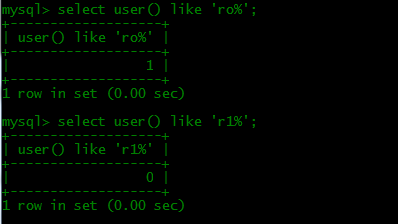 mysql> select user() like 'ro%';
+--------------------+
| user() like 'ro%' |
+--------------------+
|                 1 |
+--------------------+
1 row in set (0.00 sec)
mysql> select user() like 'r1%';
+--------------------+
| user() like 'r1%' |
+--------------------+
|                 0 |
+--------------------+
1 row in set (0.00 sec)